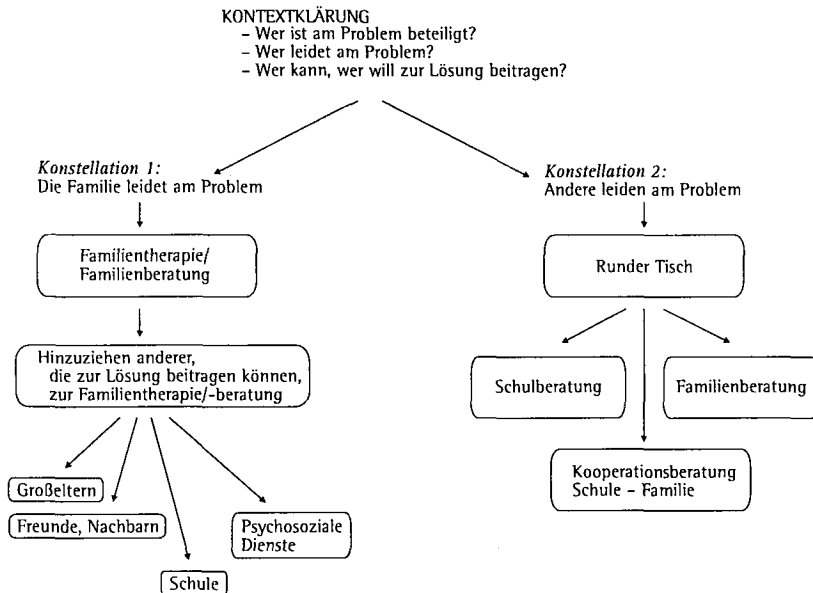 KONTEXTKLÄRUNG
– Wer ist am Problem beteiligt?
– Wer leidet am Problem?
– Wer kann, wer will zur Lösung beitragen?
Konstellation 1:
Die Familie leidet am Problem
Familientherapie/
Familienberatung
Hinzuziehen anderer,
die zur Lösung beitragen können,
zur Familientherapie/-beratung
Großeltern
Freunde, Nachbarn
Schule
Psychosoziale
Dienste
Konstellation 2:
Andere leiden am Problem
Runder Tisch
Schulberatung
Familienberatung
Kooperationsberatung
Schule – Familie